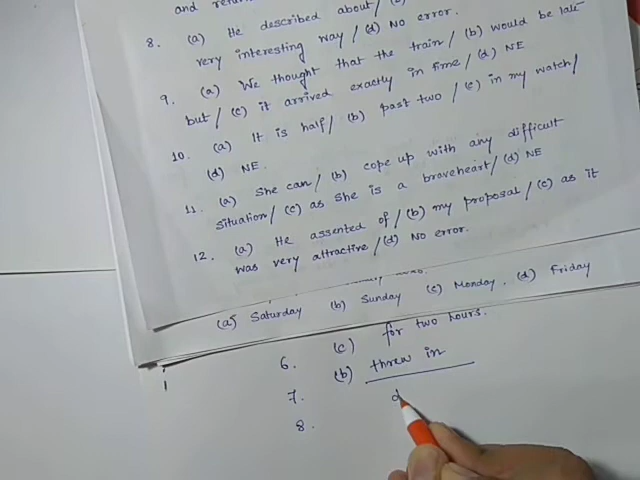 and
8. (a) He described about/
very interesting way/ (d) No error.
9. (a) We thought that the train/ (b) would be late
but/ (c) it arrived exactly in time/ (d) NE
10. (a) It is half/ (b) past two/ (c) in my watch/
(d) NE.
11. (a) She can/ (b) cope up with any difficult
situation/ (c) as she is a braveheart/ (d) NE
12. (a) He assented of/ (b) my proposal/ (c) as it
was very attractive/ (d) No error.
(a) Saturday (b) Sunday (c) Monday. (d) Friday
6. (c) for two hours.
7. (b) threw in
8. d